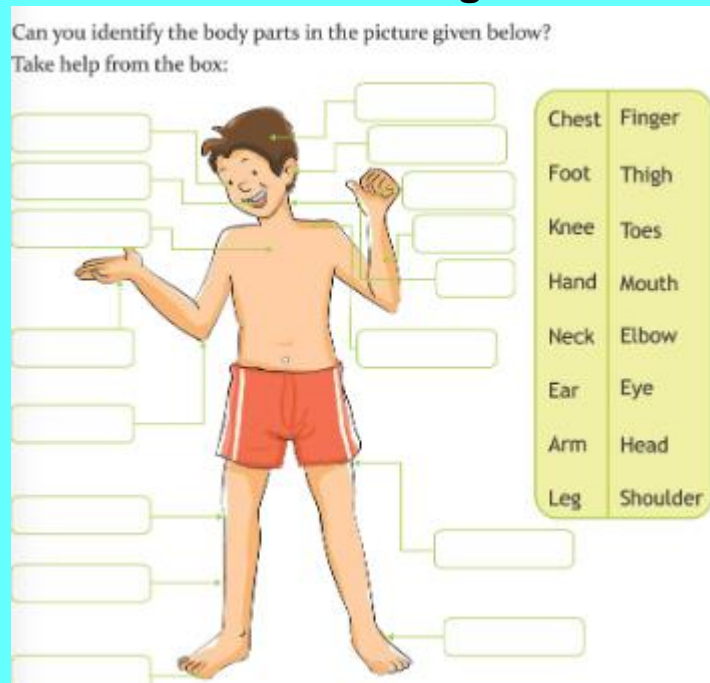 Can you identify the body parts in the picture given below?
Take help from the box:
Chest Finger
Foot Thigh
Knee Toes
Hand Mouth
Neck Elbow
Ear Eye
Arm Head
Leg Shoulder